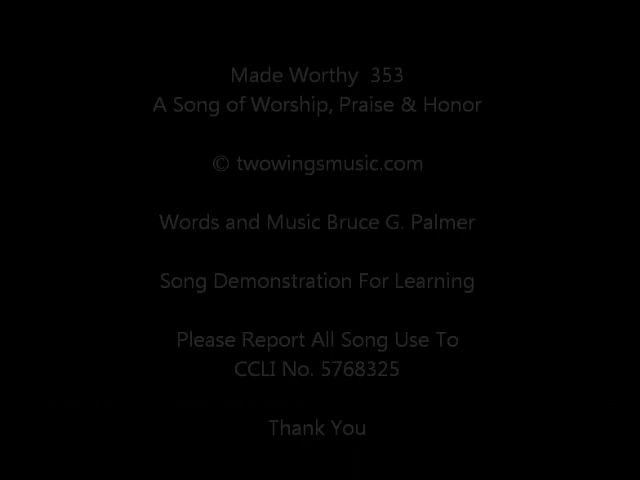 Made Worthy  353
A Song of Worship, Praise & Honor
© twowingsmusic.com
Words and Music Bruce G. Palmer
Song Demonstration For Learning
Please Report All Song Use To
CCLI No. 5768325
Thank You